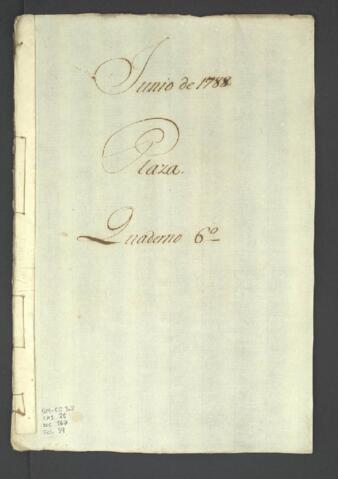 Junio de 1788
Plaza.
Quaderno 6º